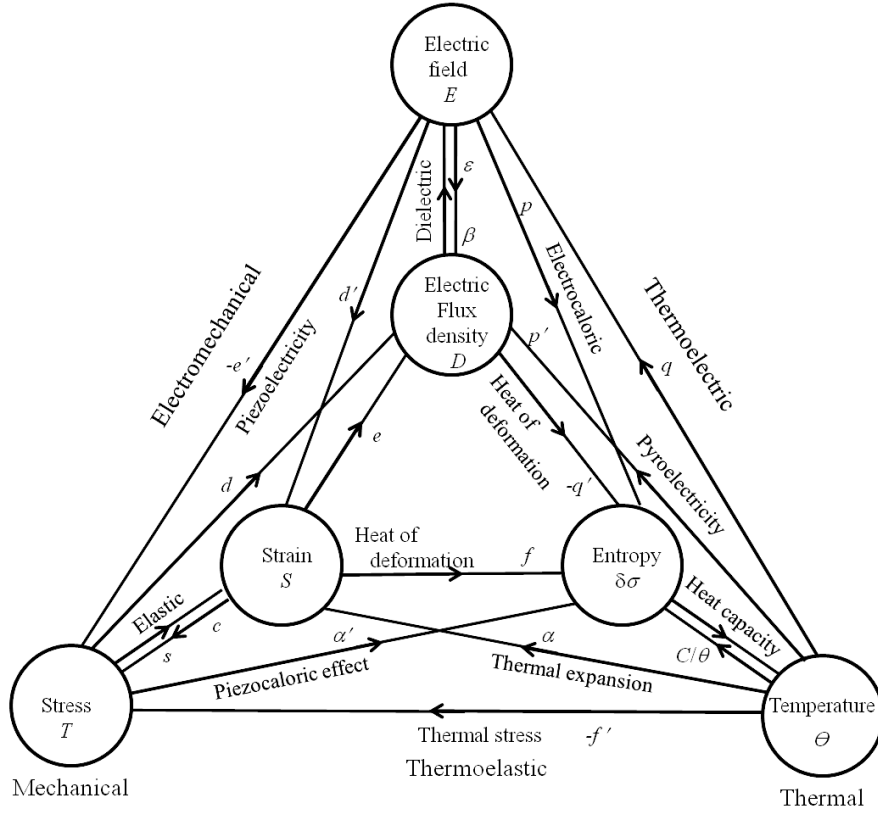 Electric
field
E
ε
Dielectric
β
p
Electrocaloric
Electromechanical
Piezoelectricity
d′
-e′
Thermoelectric
q
Electric
Flux
density
D
p′
Heat of
deformation
-q′
Pyroelectricity
d
e
Strain
S
Heat of
deformation
f
Entropy
δσ
Heat capacity
C/θ
Elastic
c
s
α′
Piezocaloric effect
α
Thermal expansion
Stress
T
Temperature
Θ
Thermal stress
-f′
Thermoelastic
Mechanical
Thermal